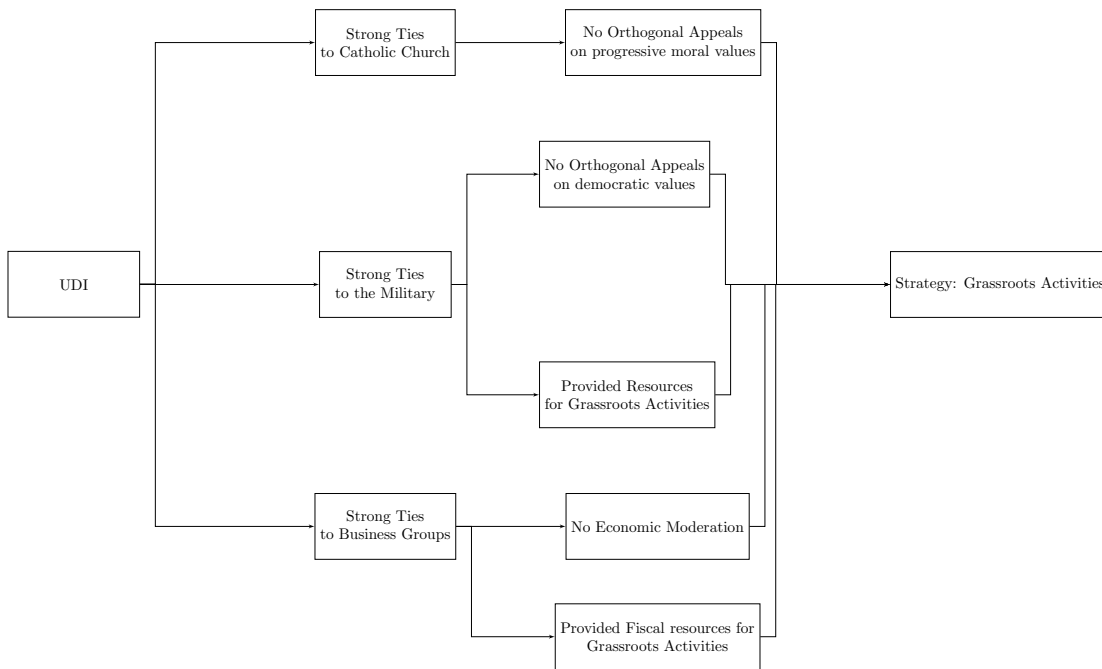 Strong Ties
to Catholic Church
No Orthogonal Appeals
on progressive moral values
No Orthogonal Appeals
on democratic values
UDI
Strong Ties
to the Military
Strategy: Grassroots Activities
Provided Resources
for Grassroots Activities
Strong Ties
to Business Groups
No Economic Moderation
Provided Fiscal resources for
Grassroots Activities